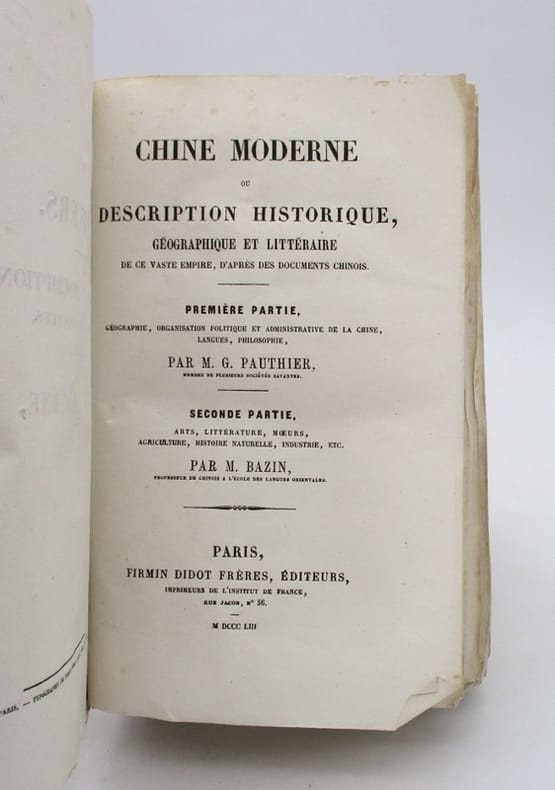 CHINE MODERNE
OU
DESCRIPTION HISTORIQUE,
GÉOGRAPHIQUE ET LITTÉRAIRE
DE CE VASTE EMPIRE, D'APRÈS DES DOCUMENTS CHINOIS.
PREMIÈRE PARTIE,
GÉOGRAPHIE, ORGANISATION POLITIQUE ET ADMINISTRATIVE DE LA CHINE,
LANGUES, PHILOSOPHIE,
PAR M. G. PAUTHIER,
MEMBRE DE PLUSIEURS SOCIÉTÉS SAVANTES.
SECONDE PARTIE,
ARTS, LITTÉRATURE, MŒURS,
AGRICULTURE, HISTOIRE NATURELLE, INDUSTRIE, ETC.
PAR M. BAZIN,
PROFESSEUR DE CHINOIS A L'ÉCOLE DES LANGUES ORIENTALES.
PARIS,
FIRMIN DIDOT FRÈRES, ÉDITEURS,
IMPRIMEURS DE L'INSTITUT DE FRANCE,
RUE JACOB, N° 56.
M DCCC LIII
PARIS. — TYPOGRAPHIE DE